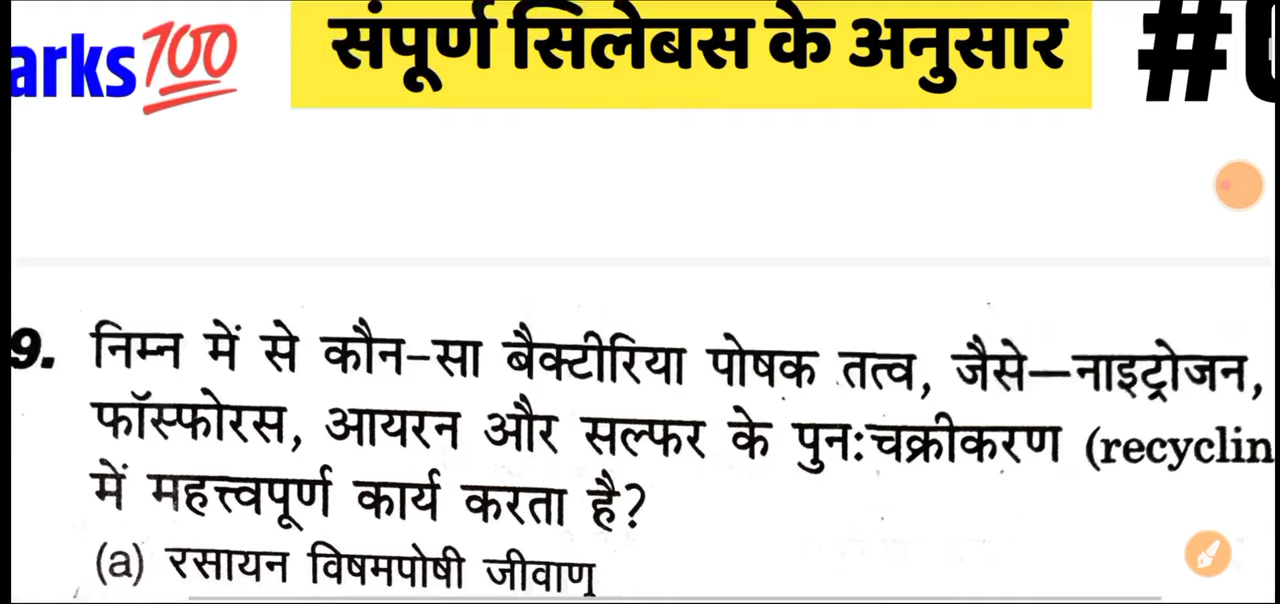 arks💯 संपूर्ण सिलेबस के अनुसार #
9. निम्न में से कौन-सा बैक्टीरिया पोषक तत्व, जैसे—नाइट्रोजन,
फॉस्फोरस, आयरन और सल्फर के पुन:चक्रीकरण (recyclin
में महत्त्वपूर्ण कार्य करता है?
(a) रसायन विषमपोषी जीवाणु